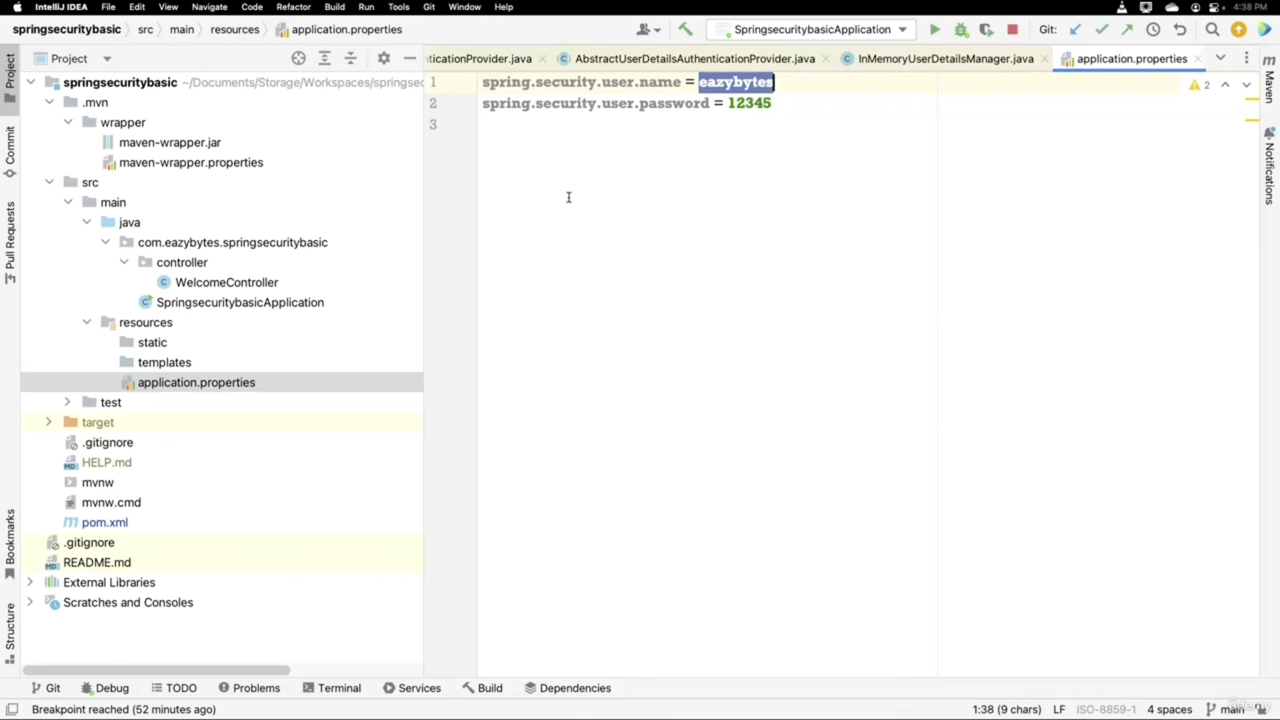 IntelliJ IDEA File Edit View Navigate Code Refactor Build Run Tools Git Window Help 4:38 PM
springsecuritybasic src main resources application.properties SpringsecuritybasicApplication Git:
Project
nticationProvider.java AbstractUserDetailsAuthenticationProvider.java InMemoryUserDetailsManager.java application.properties
springsecuritybasic ~/Documents/Storage/Workspaces/springsec
.mvn
wrapper
maven-wrapper.jar
maven-wrapper.properties
src
main
java
com.eazybytes.springsecuritybasic
controller
WelcomeController
SpringsecuritybasicApplication
resources
static
templates
application.properties
test
target
.gitignore
HELP.md
mvnw
mvnw.cmd
pom.xml
.gitignore
README.md
External Libraries
Scratches and Consoles
1 spring.security.user.name = eazybytes
2 spring.security.user.password = 12345
3
2
Project
Commit
Pull Requests
Bookmarks
Structure
Maven
Notifications
Git Debug TODO Problems Terminal Services Build Dependencies
Breakpoint reached (52 minutes ago) 1:38 (9 chars) LF ISO-8859-1 4 spaces main